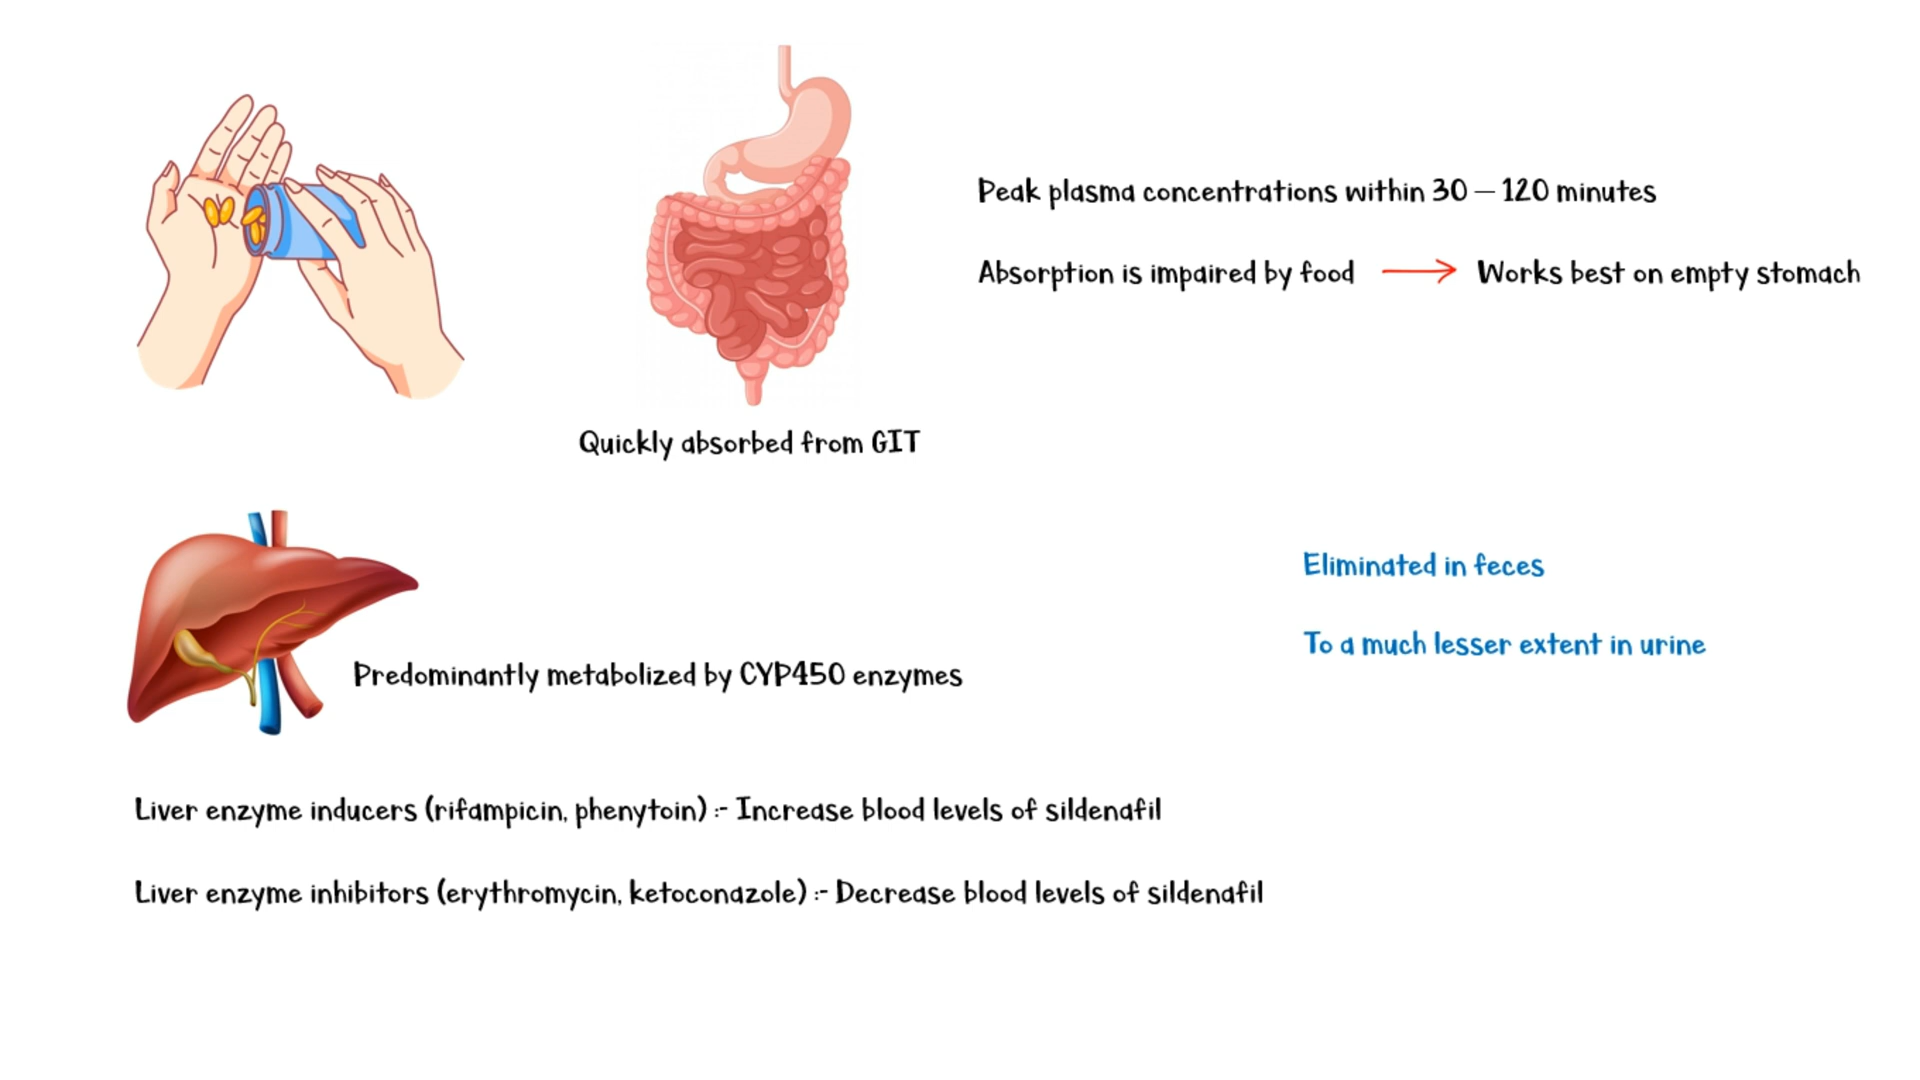 Peak plasma concentrations within 30 – 120 minutes
Absorption is impaired by food → Works best on empty stomach
Quickly absorbed from GIT
Eliminated in feces
To a much lesser extent in urine
Predominantly metabolized by CYP450 enzymes
Liver enzyme inducers (rifampicin, phenytoin) :- Increase blood levels of sildenafil
Liver enzyme inhibitors (erythromycin, ketoconazole) :- Decrease blood levels of sildenafil